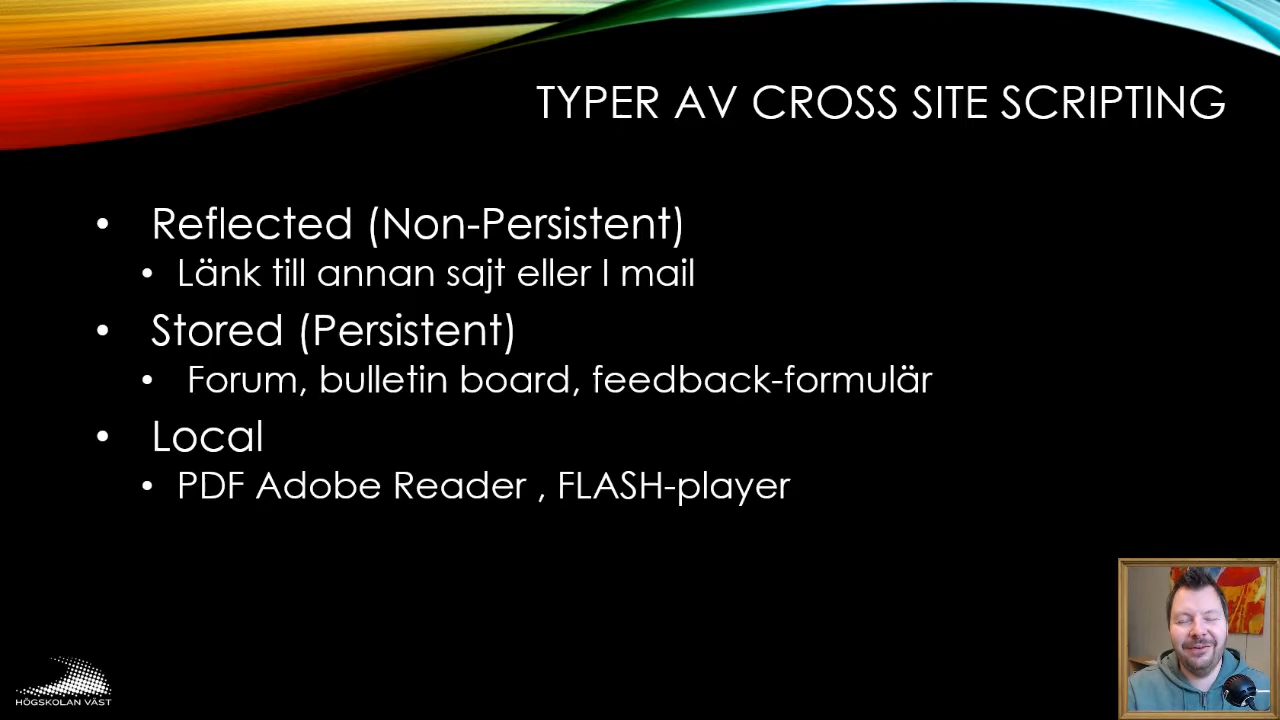 TYPER AV CROSS SITE SCRIPTING
• Reflected (Non-Persistent)
• Länk till annan sajt eller I mail
• Stored (Persistent)
• Forum, bulletin board, feedback-formulär
• Local
• PDF Adobe Reader , FLASH-player
HÖGSKOLAN VÄST